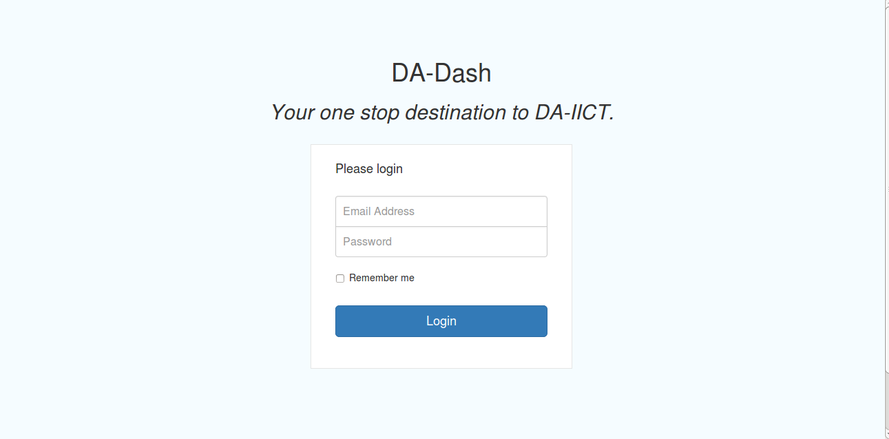 DA-Dash
Your one stop destination to DA-IICT.
Please login
Email Address
Password
Remember me
Login